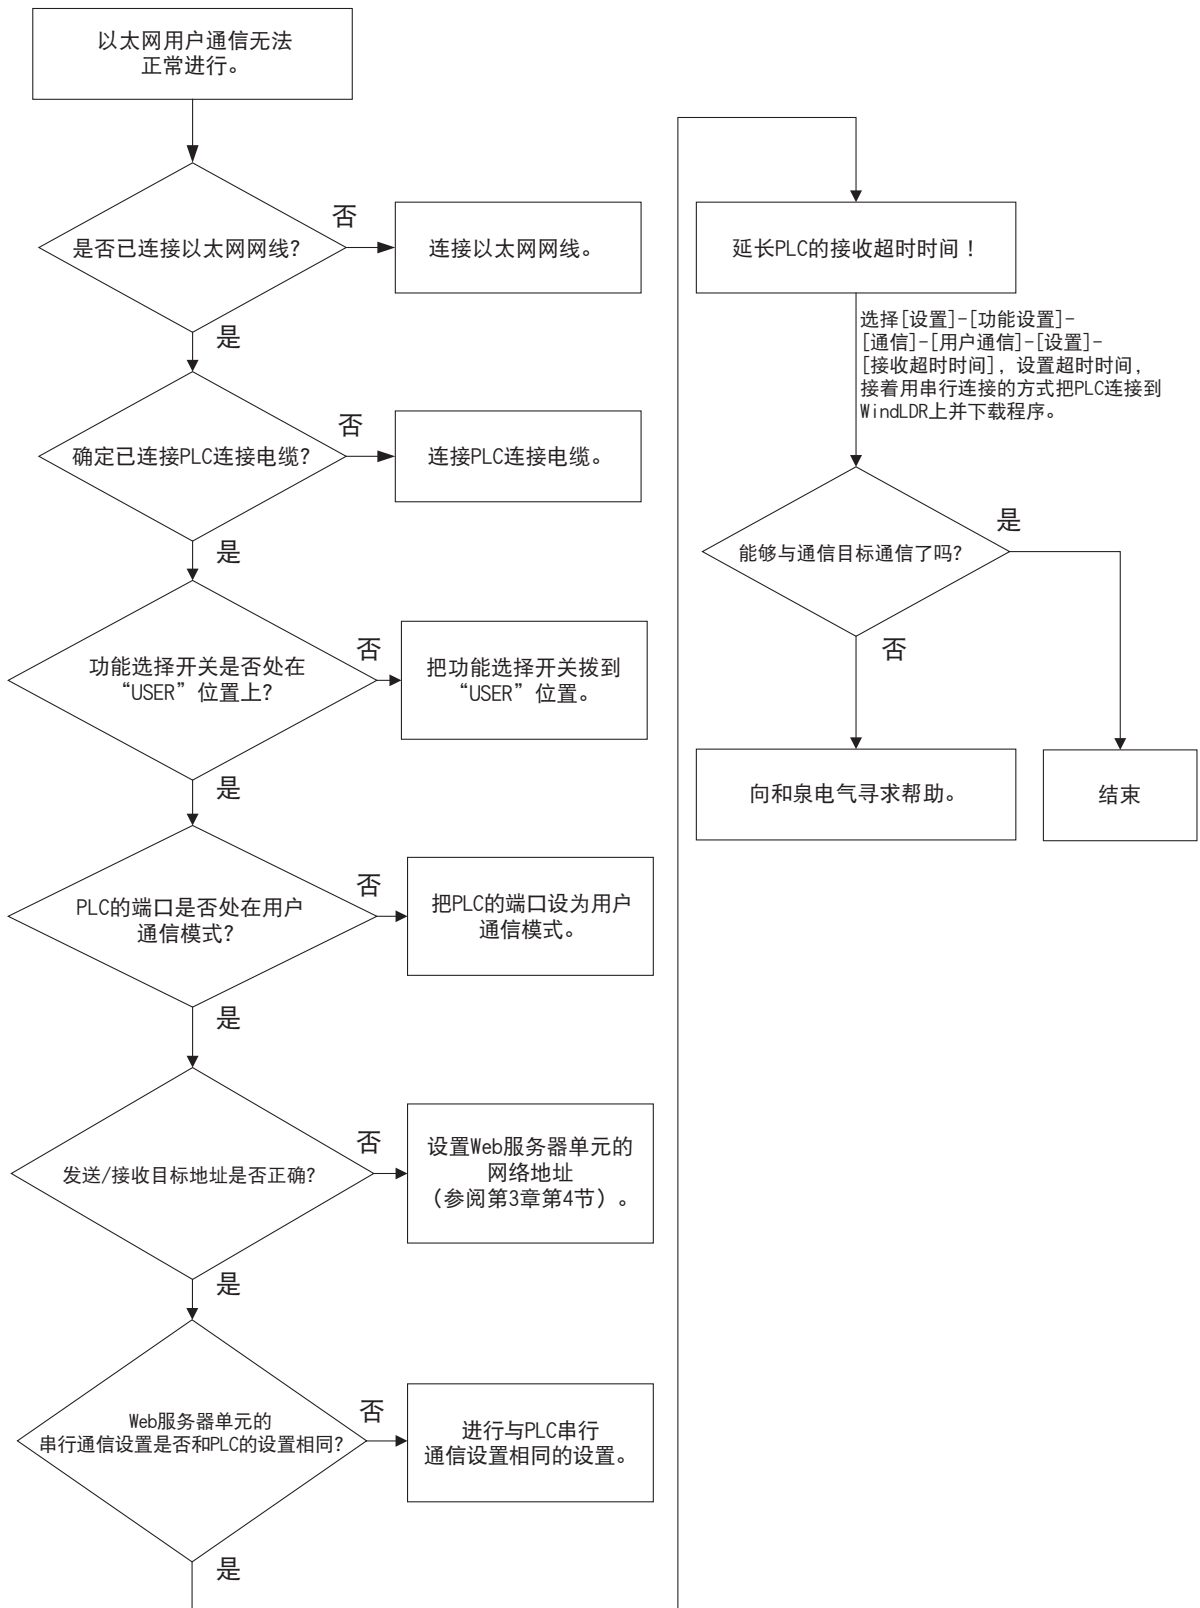 以太网用户通信无法
正常进行。
是否已连接以太网网线?
否
连接以太网网线。
是
确定已连接PLC连接电缆?
否
连接PLC连接电缆。
是
功能选择开关是否处在
“USER”位置上?
否
把功能选择开关拨到
“USER”位置。
是
PLC的端口是否处在用户
通信模式?
否
把PLC的端口设为用户
通信模式。
是
发送/接收目标地址是否正确?
否
设置Web服务器单元的
网络地址
（参阅第3章第4节）。
是
Web服务器单元的
串行通信设置是否和PLC的设置相同?
否
进行与PLC串行
通信设置相同的设置。
是
延长PLC的接收超时时间！
选择[设置]-[功能设置]-
[通信]-[用户通信]-[设置]-
[接收超时时间]，设置超时时间，
接着用串行连接的方式把PLC连接到
WindLDR上并下载程序。
能够与通信目标通信了吗?
是
否
向和泉电气寻求帮助。
结束